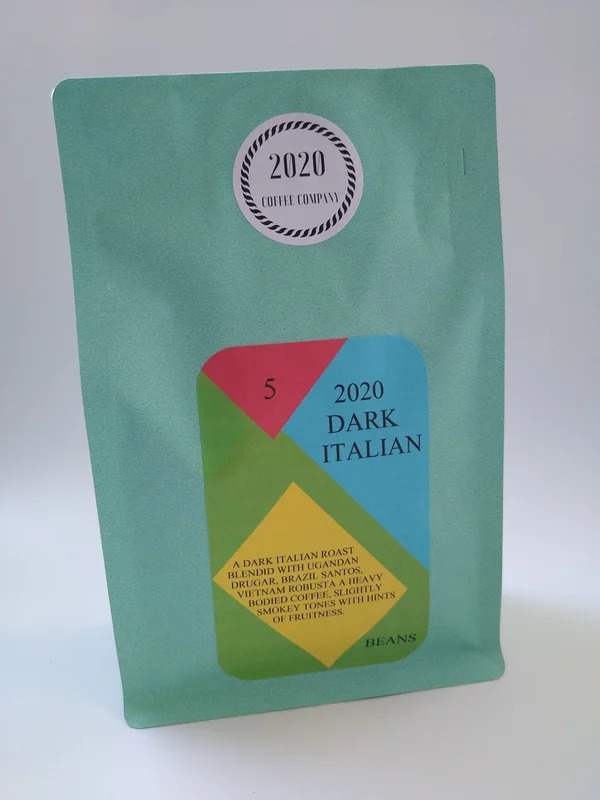 2020
COFFEE COMPANY
5
2020
DARK
ITALIAN
A DARK ITALIAN ROAST
BLENDID WITH UGANDAN
DRUGAR, BRAZIL SANTOS,
VIETNAM ROBUSTA A HEAVY
BODIED COFFEE, SLIGHTLY
SMOKEY TONES WITH HINTS
OF FRUITNESS.
BEANS